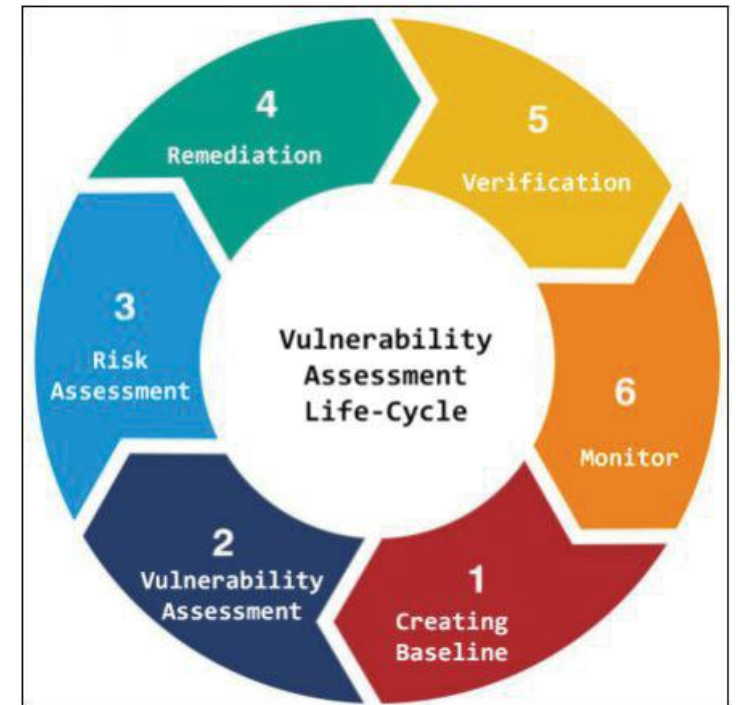 Vulnerability
Assessment
Life-Cycle
1
Creating
Baseline
2
Vulnerability
Assessment
3
Risk
Assessment
4
Remediation
5
Verification
6
Monitor